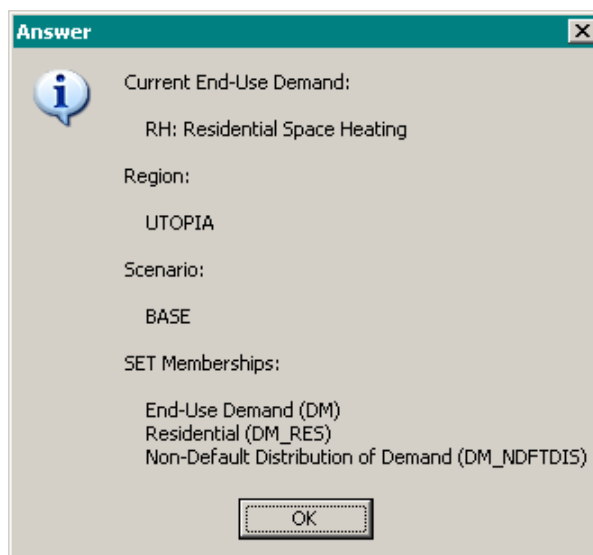 Answer
Current End-Use Demand:
RH: Residential Space Heating
Region:
UTOPIA
Scenario:
BASE
SET Memberships:
End-Use Demand (DM)
Residential (DM_RES)
Non-Default Distribution of Demand (DM_NDFTDIS)
OK